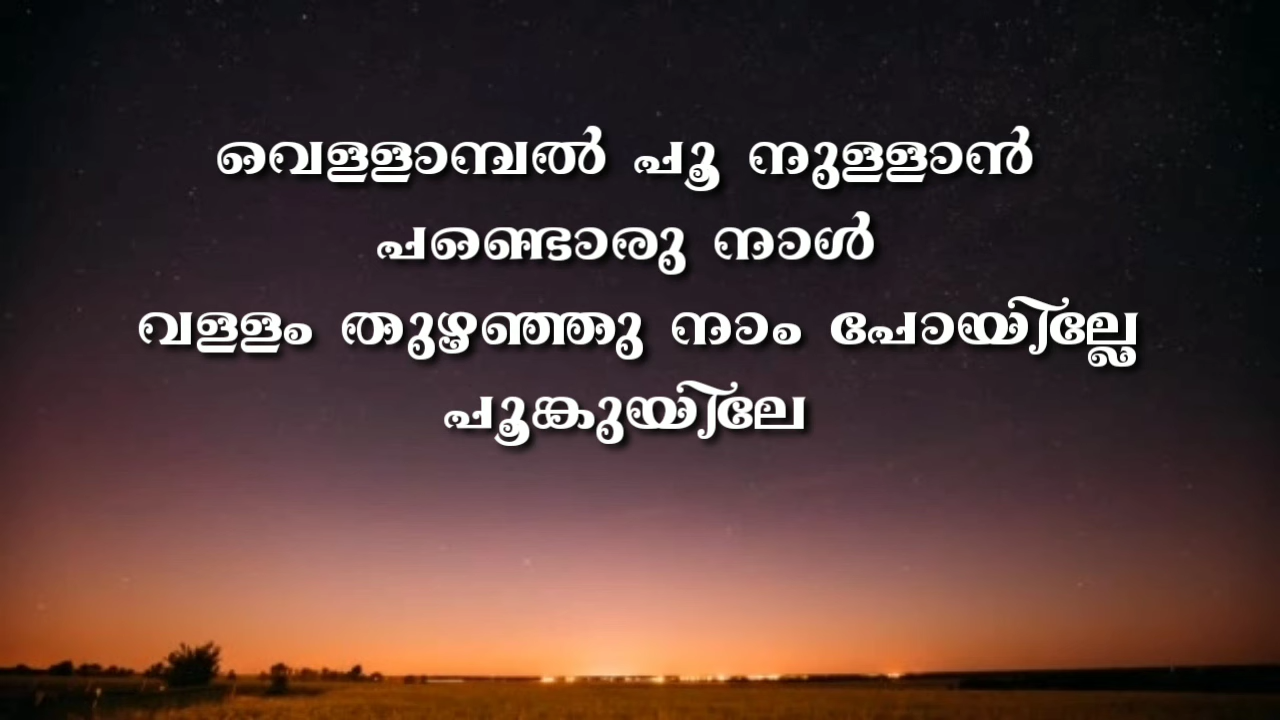 വെള്ളാമ്പൽ പൂ നുള്ളാൻ
പണ്ടൊരു നാൾ
വള്ളം തുഴഞ്ഞു നാം പോയില്ലേ
പൂങ്കുയിലേ